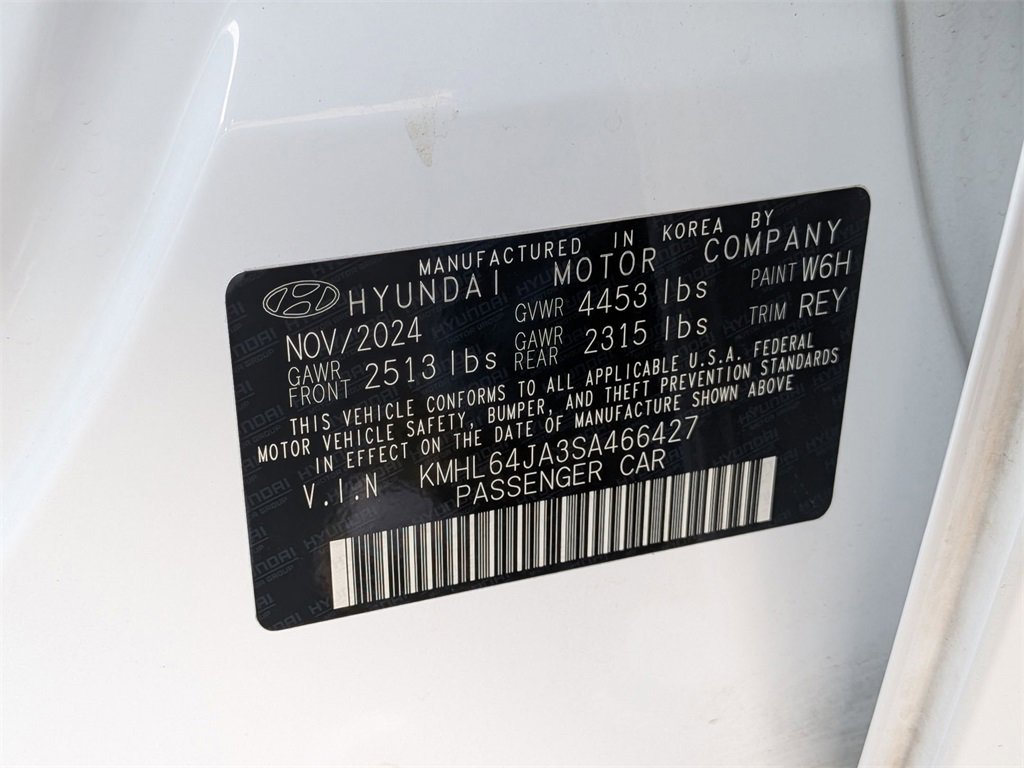 MANUFACTURED IN KOREA BY
HYUNDAI MOTOR COMPANY
NOV/2024 GVWR 4453 lbs PAINT W6H
GAWR FRONT 2513 lbs GAWR REAR 2315 lbs TRIM REY
THIS VEHICLE CONFORMS TO ALL APPLICABLE U.S.A. FEDERAL
MOTOR VEHICLE SAFETY, BUMPER, AND THEFT PREVENTION STANDARDS
IN EFFECT ON THE DATE OF MANUFACTURE SHOWN ABOVE
V.I.N KMHL64JA3SA466427
PASSENGER CAR